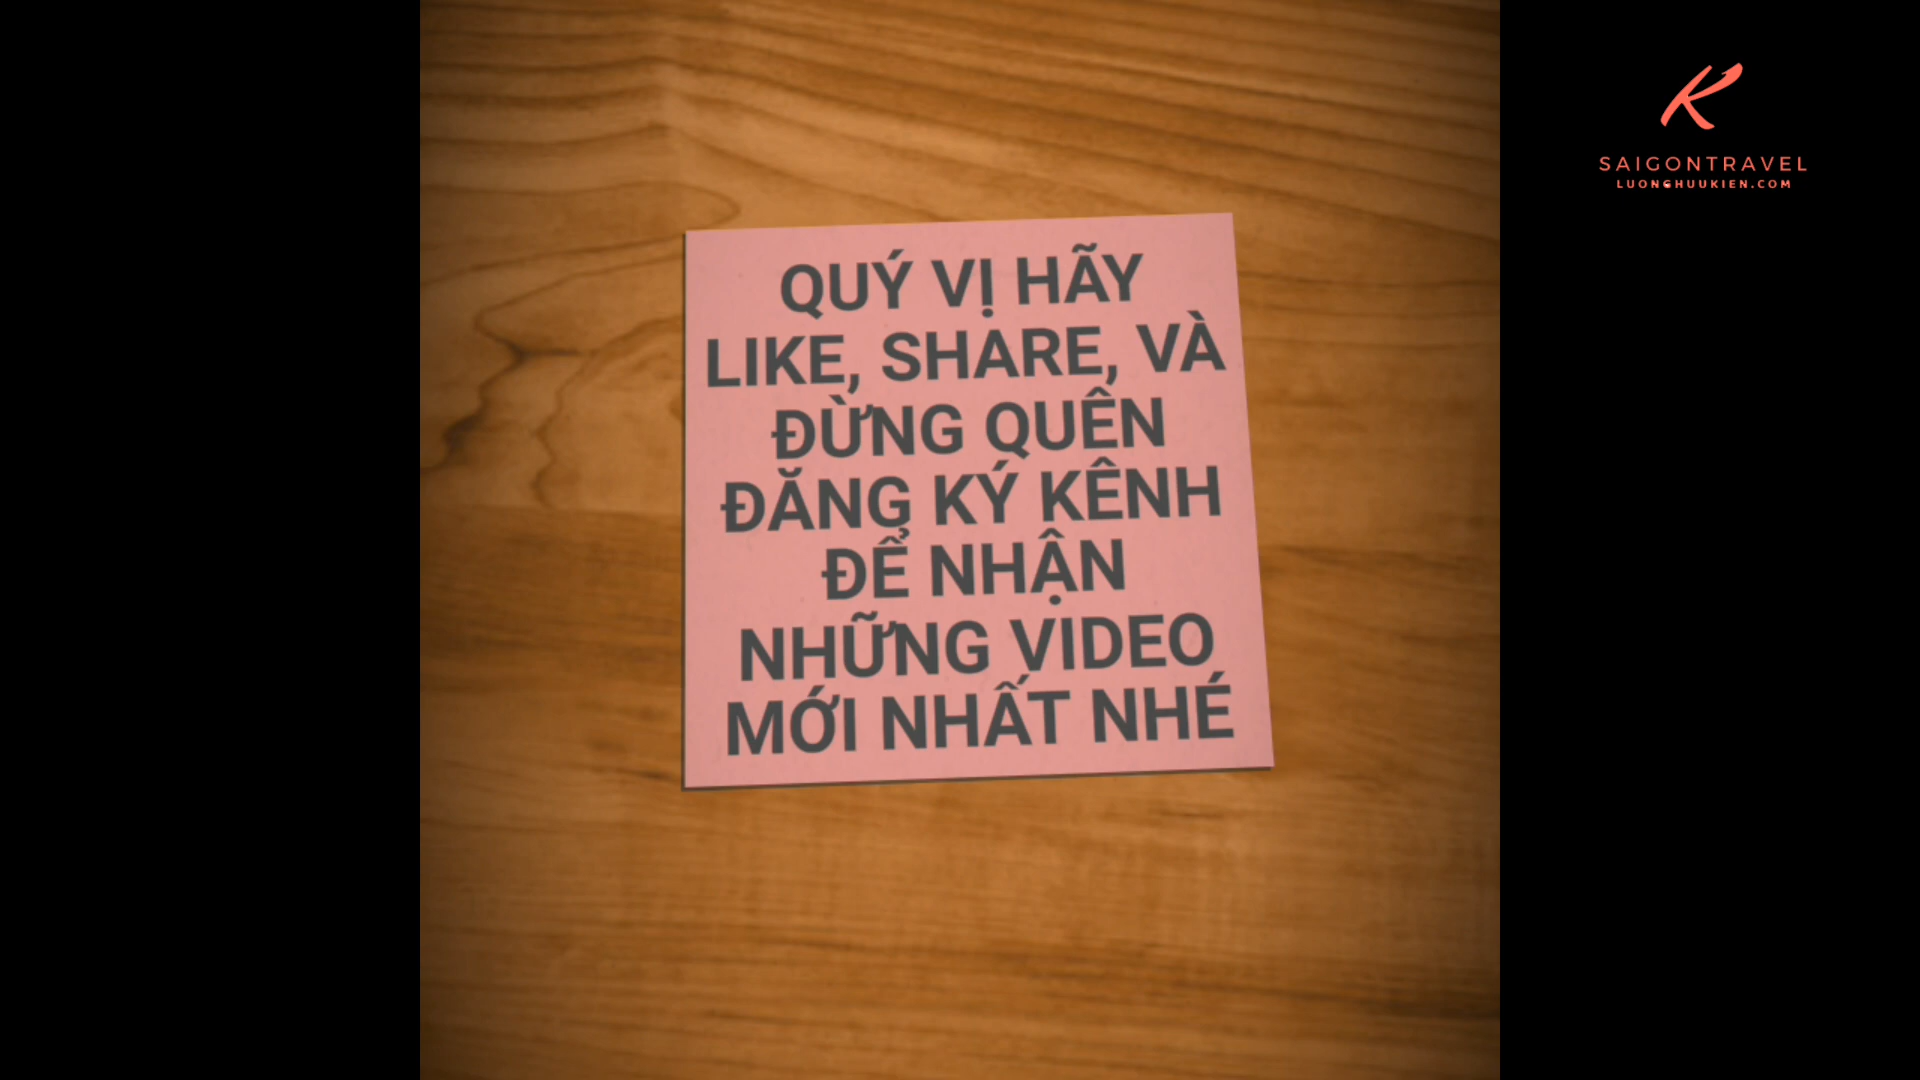 QUÝ VỊ HÃY
LIKE, SHARE, VÀ
ĐỪNG QUÊN
ĐĂNG KÝ KÊNH
ĐỂ NHẬN
NHỮNG VIDEO
MỚI NHẤT NHÉ
SAIGONTRAVEL
LUONGHUUKIEN.COM